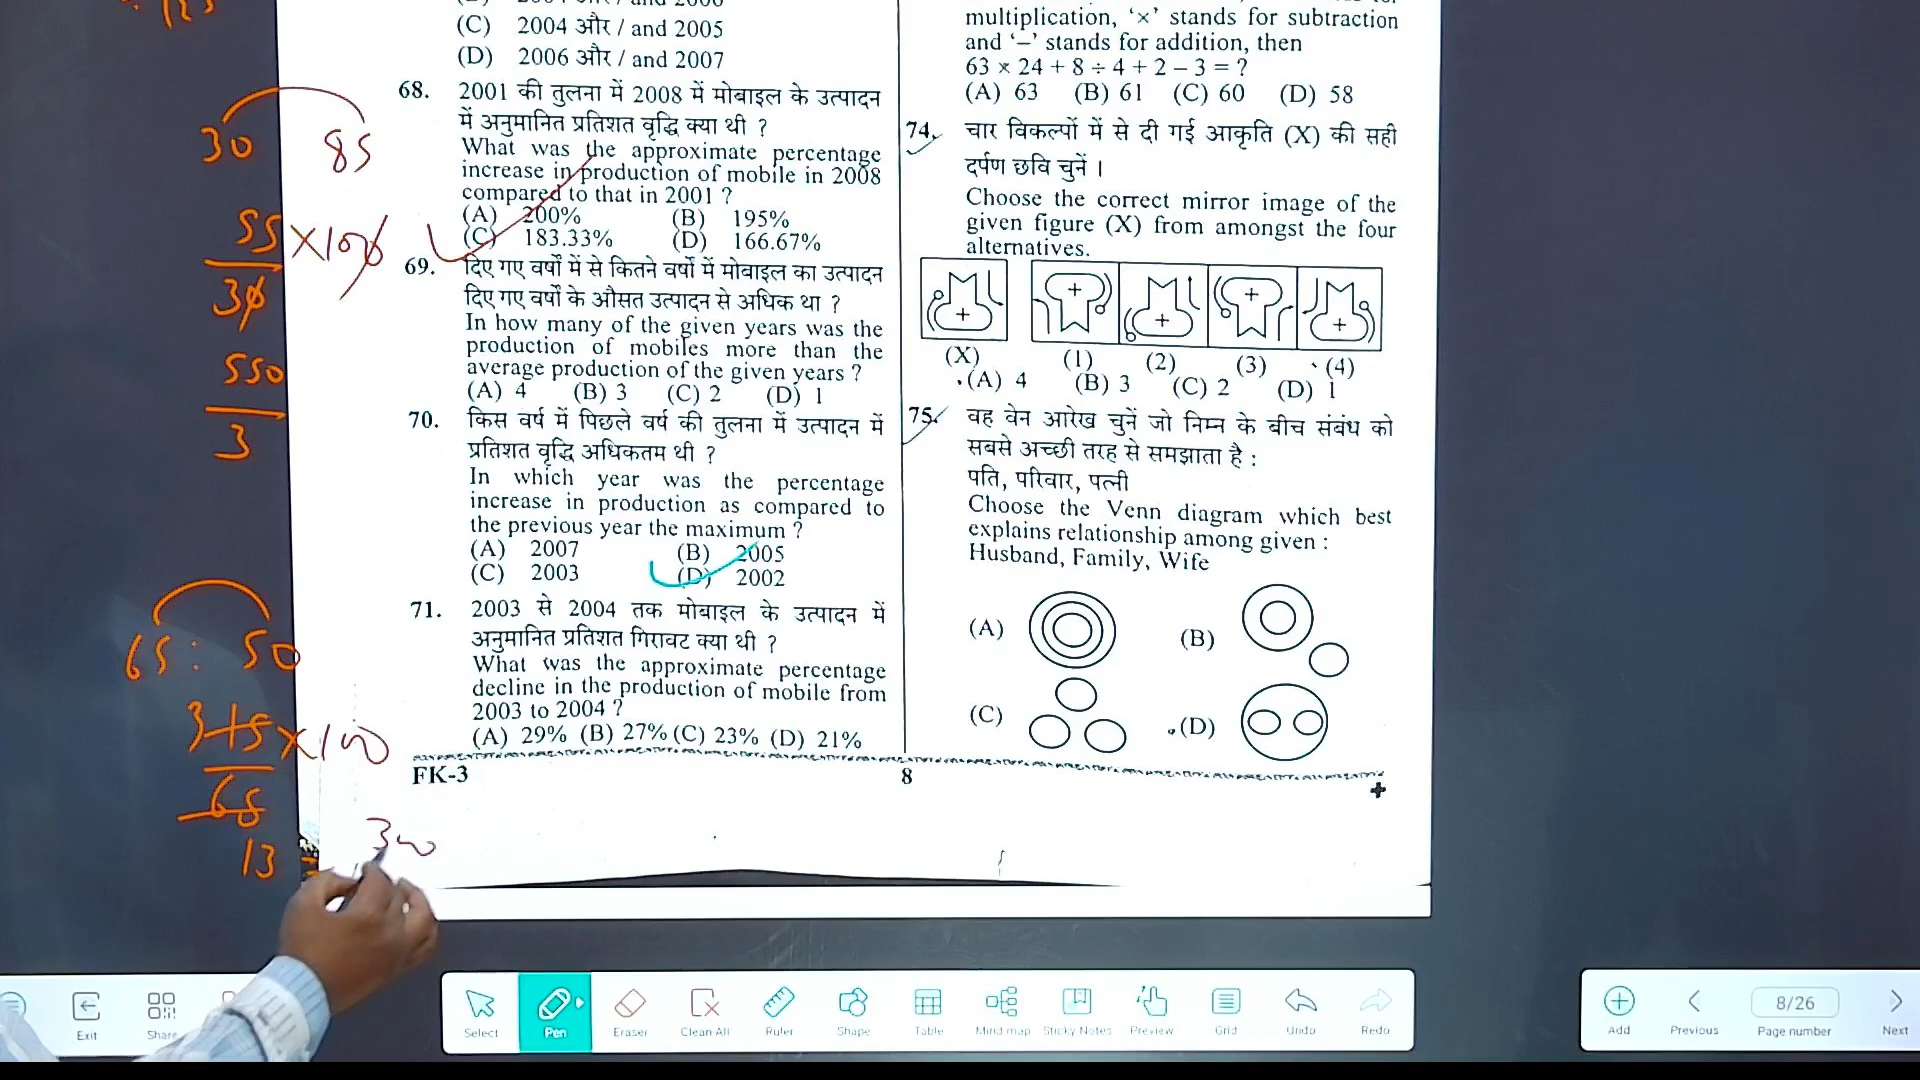 (C) 2004 और / and 2005
(D) 2006 और / and 2007
68. 2001 की तुलना में 2008 में मोबाइल के उत्पादन
में अनुमानित प्रतिशत वृद्धि क्या थी ?
What was the approximate percentage
increase in production of mobile in 2008
compared to that in 2001 ?
(A) 200% (B) 195%
(C) 183.33% (D) 166.67%
69. दिए गए वर्षों में से कितने वर्षों में मोबाइल का उत्पादन
दिए गए वर्षों के औसत उत्पादन से अधिक था ?
In how many of the given years was the
production of mobiles more than the
average production of the given years ?
(A) 4 (B) 3 (C) 2 (D) 1
70. किस वर्ष में पिछले वर्ष की तुलना में उत्पादन में
प्रतिशत वृद्धि अधिकतम थी ?
In which year was the percentage
increase in production as compared to
the previous year the maximum ?
(A) 2007 (B) 2005
(C) 2003 (D) 2002
71. 2003 से 2004 तक मोबाइल के उत्पादन में
अनुमानित प्रतिशत गिरावट क्या थी ?
What was the approximate percentage
decline in the production of mobile from
2003 to 2004 ?
(A) 29% (B) 27% (C) 23% (D) 21%
FK-3
8
multiplication, ‘×’ stands for subtraction
and ‘–’ stands for addition, then
63 × 24 + 8 ÷ 4 + 2 – 3 = ?
(A) 63 (B) 61 (C) 60 (D) 58
74. चार विकल्पों में से दी गई आकृति (X) की सही
दर्पण छवि चुनें ।
Choose the correct mirror image of the
given figure (X) from amongst the four
alternatives.
(X) (1) (2) (3) (4)
(A) 4 (B) 3 (C) 2 (D) 1
75. वह वेन आरेख चुनें जो निम्न के बीच संबंध को
सबसे अच्छी तरह से समझाता है :
पति, परिवार, पत्नी
Choose the Venn diagram which best
explains relationship among given :
Husband, Family, Wife
(A) (B)
(C) (D)
30 85
55 ×100
30
550
3
65 : 50
15 ×100
65
13
300
Exit
Share
Select
Pen
Eraser
Clean All
Ruler
Shape
Table
Mind map
Sticky Notes
Preview
Grid
Undo
Redo
Add
Previous
8/26
Page number
Next